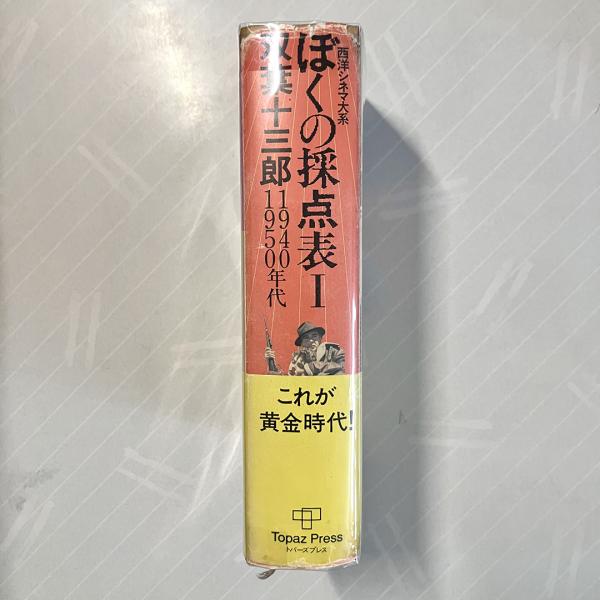 西洋シネマ大系
ぼくの採点表I
双葉十三郎
1940
1950年代
これが
黄金時代!
Topaz Press
トパーズプレス